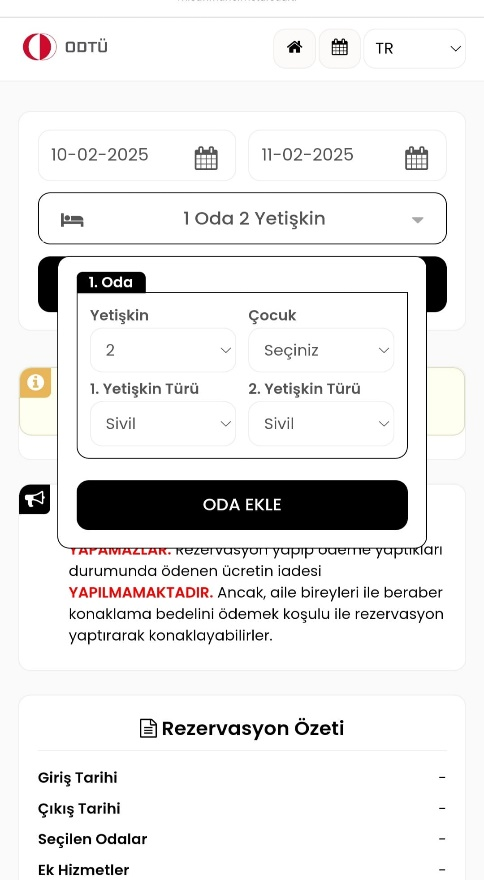 ODTÜ
TR
10-02-2025
11-02-2025
1 Oda 2 Yetişkin
1. Oda
Yetişkin
Çocuk
2
Seçiniz
1. Yetişkin Türü
2. Yetişkin Türü
Sivil
Sivil
ODA EKLE
YAPAMAZLAR. Rezervasyon yapıp ödeme yaptıkları
durumunda ödenen ücretin iadesi
YAPILMAMAKTADIR. Ancak, aile bireyleri ile beraber
konaklama bedelini ödemek koşulu ile rezervasyon
yaptırarak konaklayabilirler.
Rezervasyon Özeti
Giriş Tarihi -
Çıkış Tarihi -
Seçilen Odalar -
Ek Hizmetler -